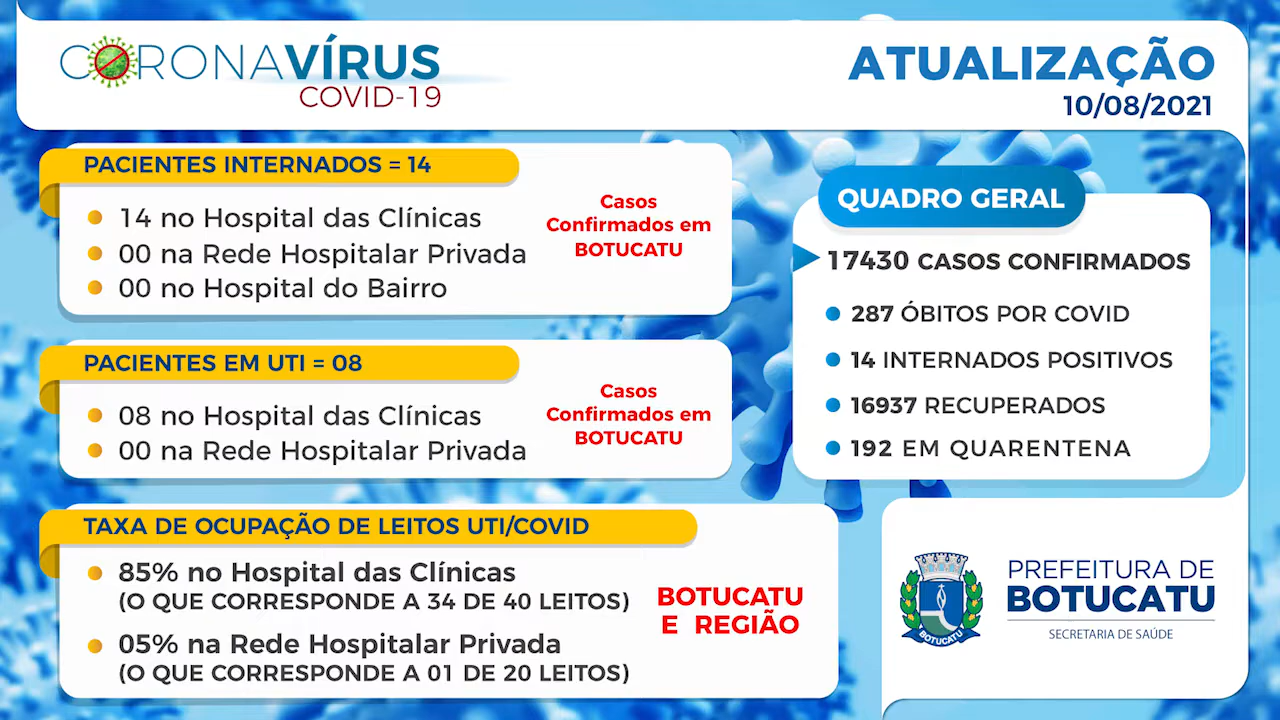 CORONAVÍRUS
COVID-19
ATUALIZAÇÃO
10/08/2021
PACIENTES INTERNADOS = 14
14 no Hospital das Clínicas
00 na Rede Hospitalar Privada
00 no Hospital do Bairro
Casos
Confirmados em
BOTUCATU
PACIENTES EM UTI = 08
08 no Hospital das Clínicas
00 na Rede Hospitalar Privada
Casos
Confirmados em
BOTUCATU
TAXA DE OCUPAÇÃO DE LEITOS UTI/COVID
85% no Hospital das Clínicas
(O QUE CORRESPONDE A 34 DE 40 LEITOS)
05% na Rede Hospitalar Privada
(O QUE CORRESPONDE A 01 DE 20 LEITOS)
BOTUCATU
E REGIÃO
QUADRO GERAL
17430 CASOS CONFIRMADOS
287 ÓBITOS POR COVID
14 INTERNADOS POSITIVOS
16937 RECUPERADOS
192 EM QUARENTENA
BOTUCATU
PREFEITURA DE
BOTUCATU
SECRETARIA DE SAÚDE